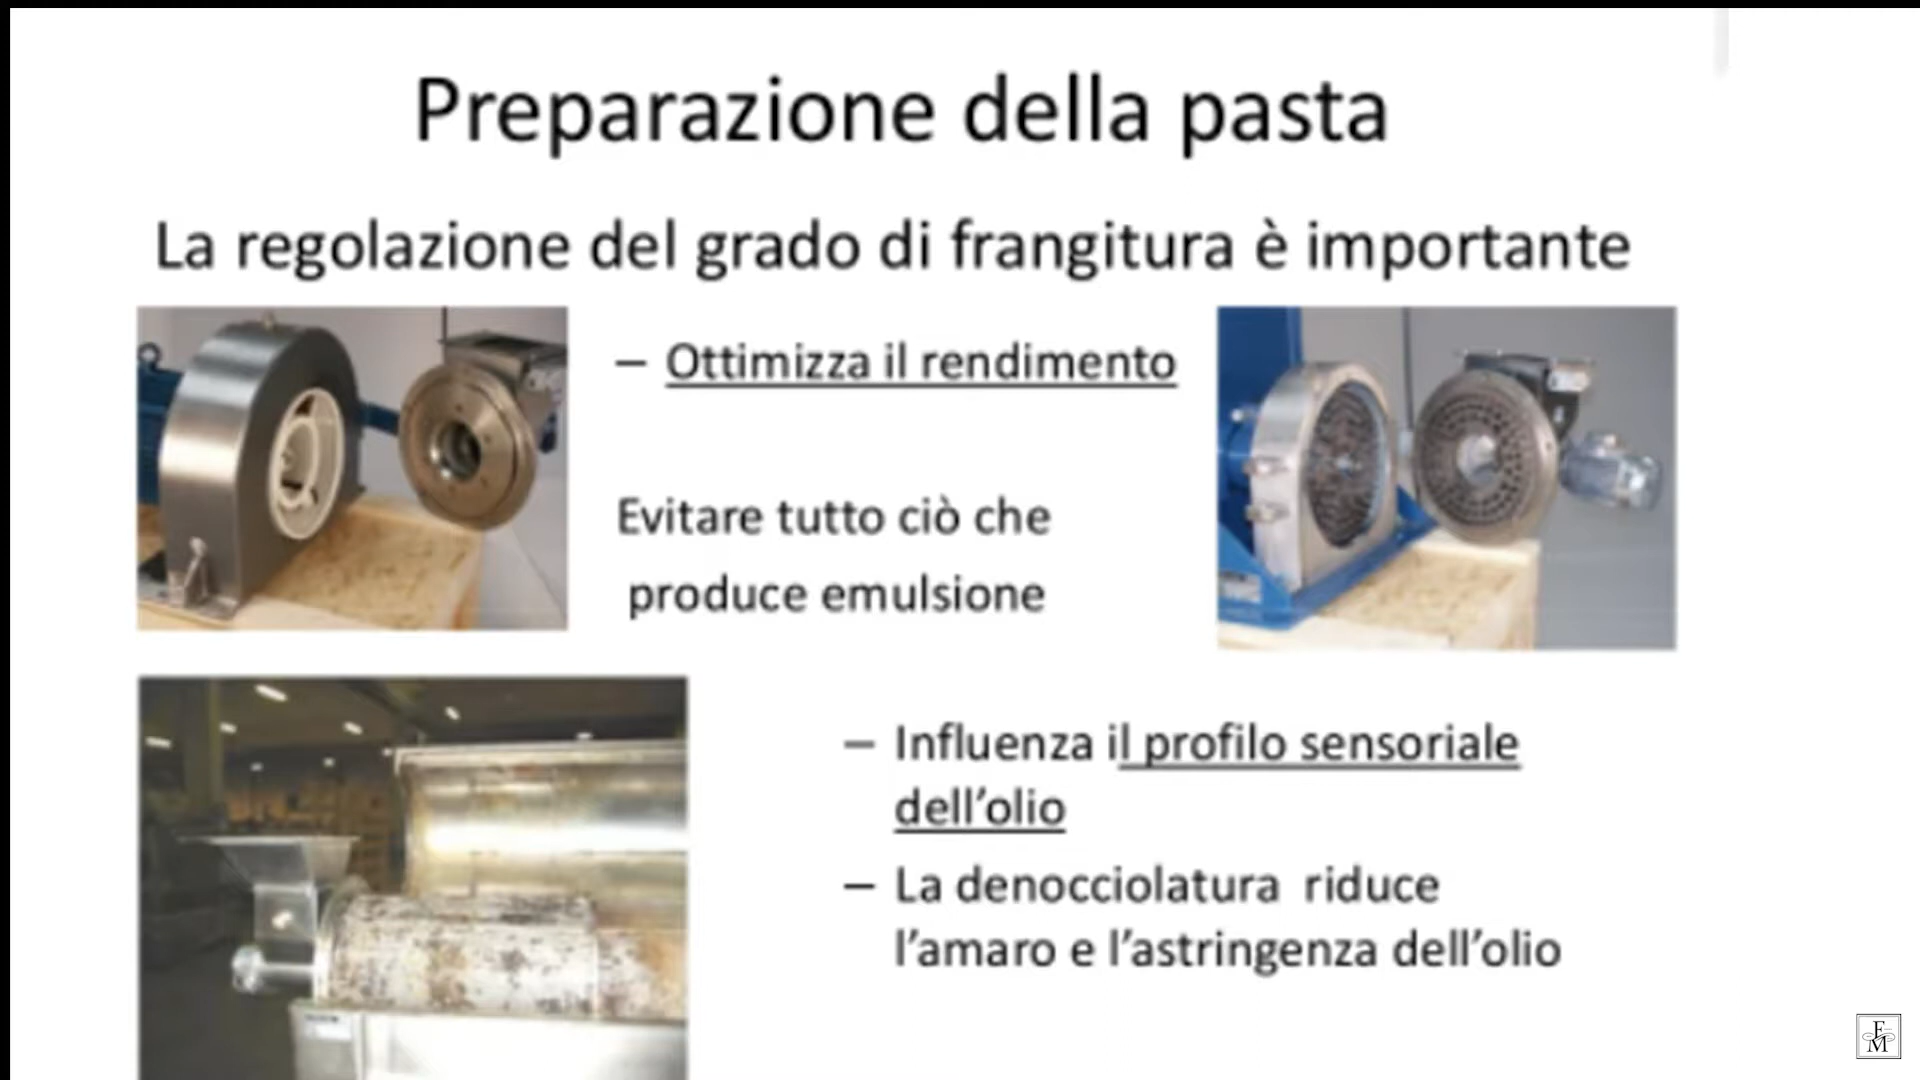 Preparazione della pasta
La regolazione del grado di frangitura è importante
– Ottimizza il rendimento
Evitare tutto ciò che
produce emulsione
– Influenza il profilo sensoriale
dell’olio
– La denocciolatura riduce
l’amaro e l’astringenza dell’olio
F
M